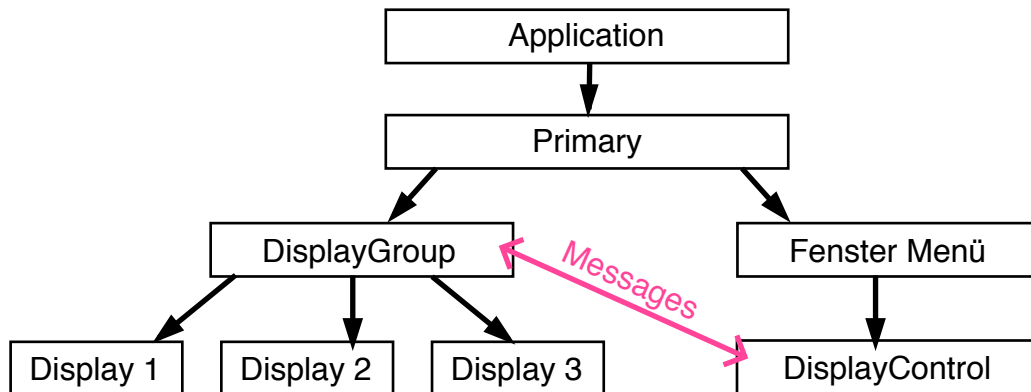 Application
Primary
DisplayGroup
Messages
Fenster Menü
Display 1
Display 2
Display 3
DisplayControl